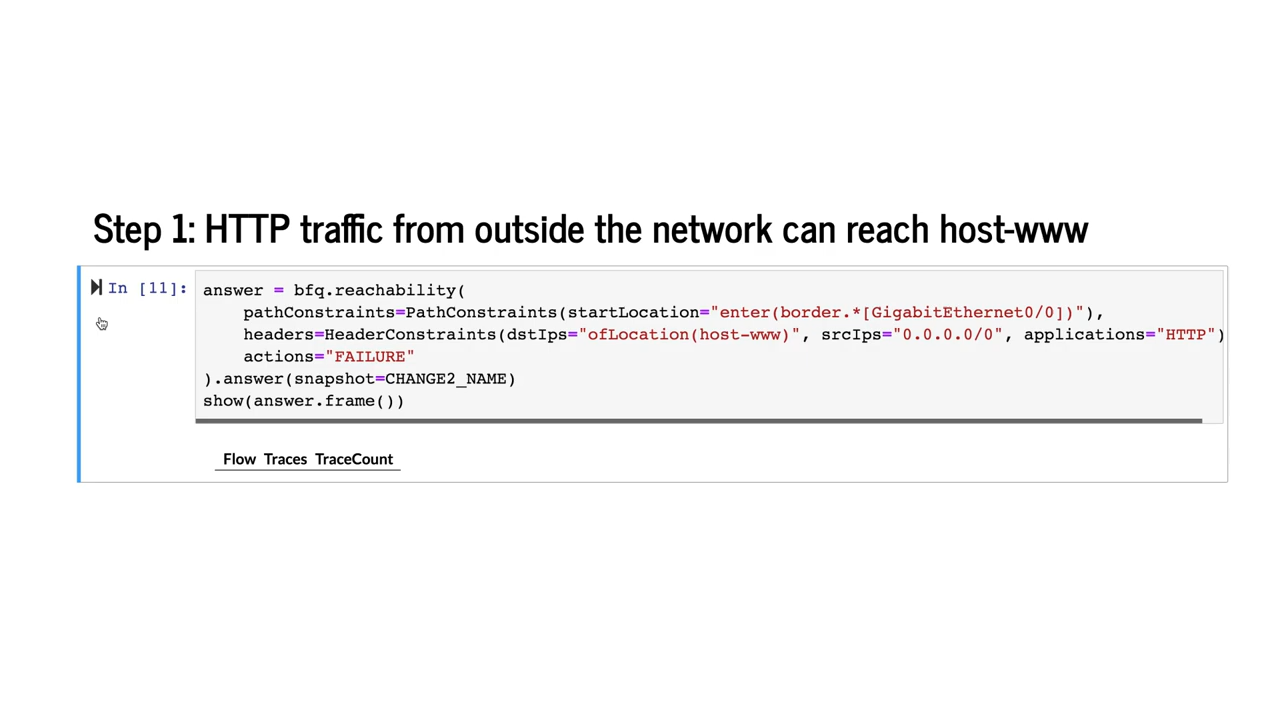 Step 1: HTTP traffic from outside the network can reach host-www
In [11]:
answer = bfq.reachability(
    pathConstraints=PathConstraints(startLocation="enter(border.*[GigabitEthernet0/0])"),
    headers=HeaderConstraints(dstIps="ofLocation(host-www)", srcIps="0.0.0.0/0", applications="HTTP")
    actions="FAILURE"
).answer(snapshot=CHANGE2_NAME)
show(answer.frame())
Flow Traces TraceCount